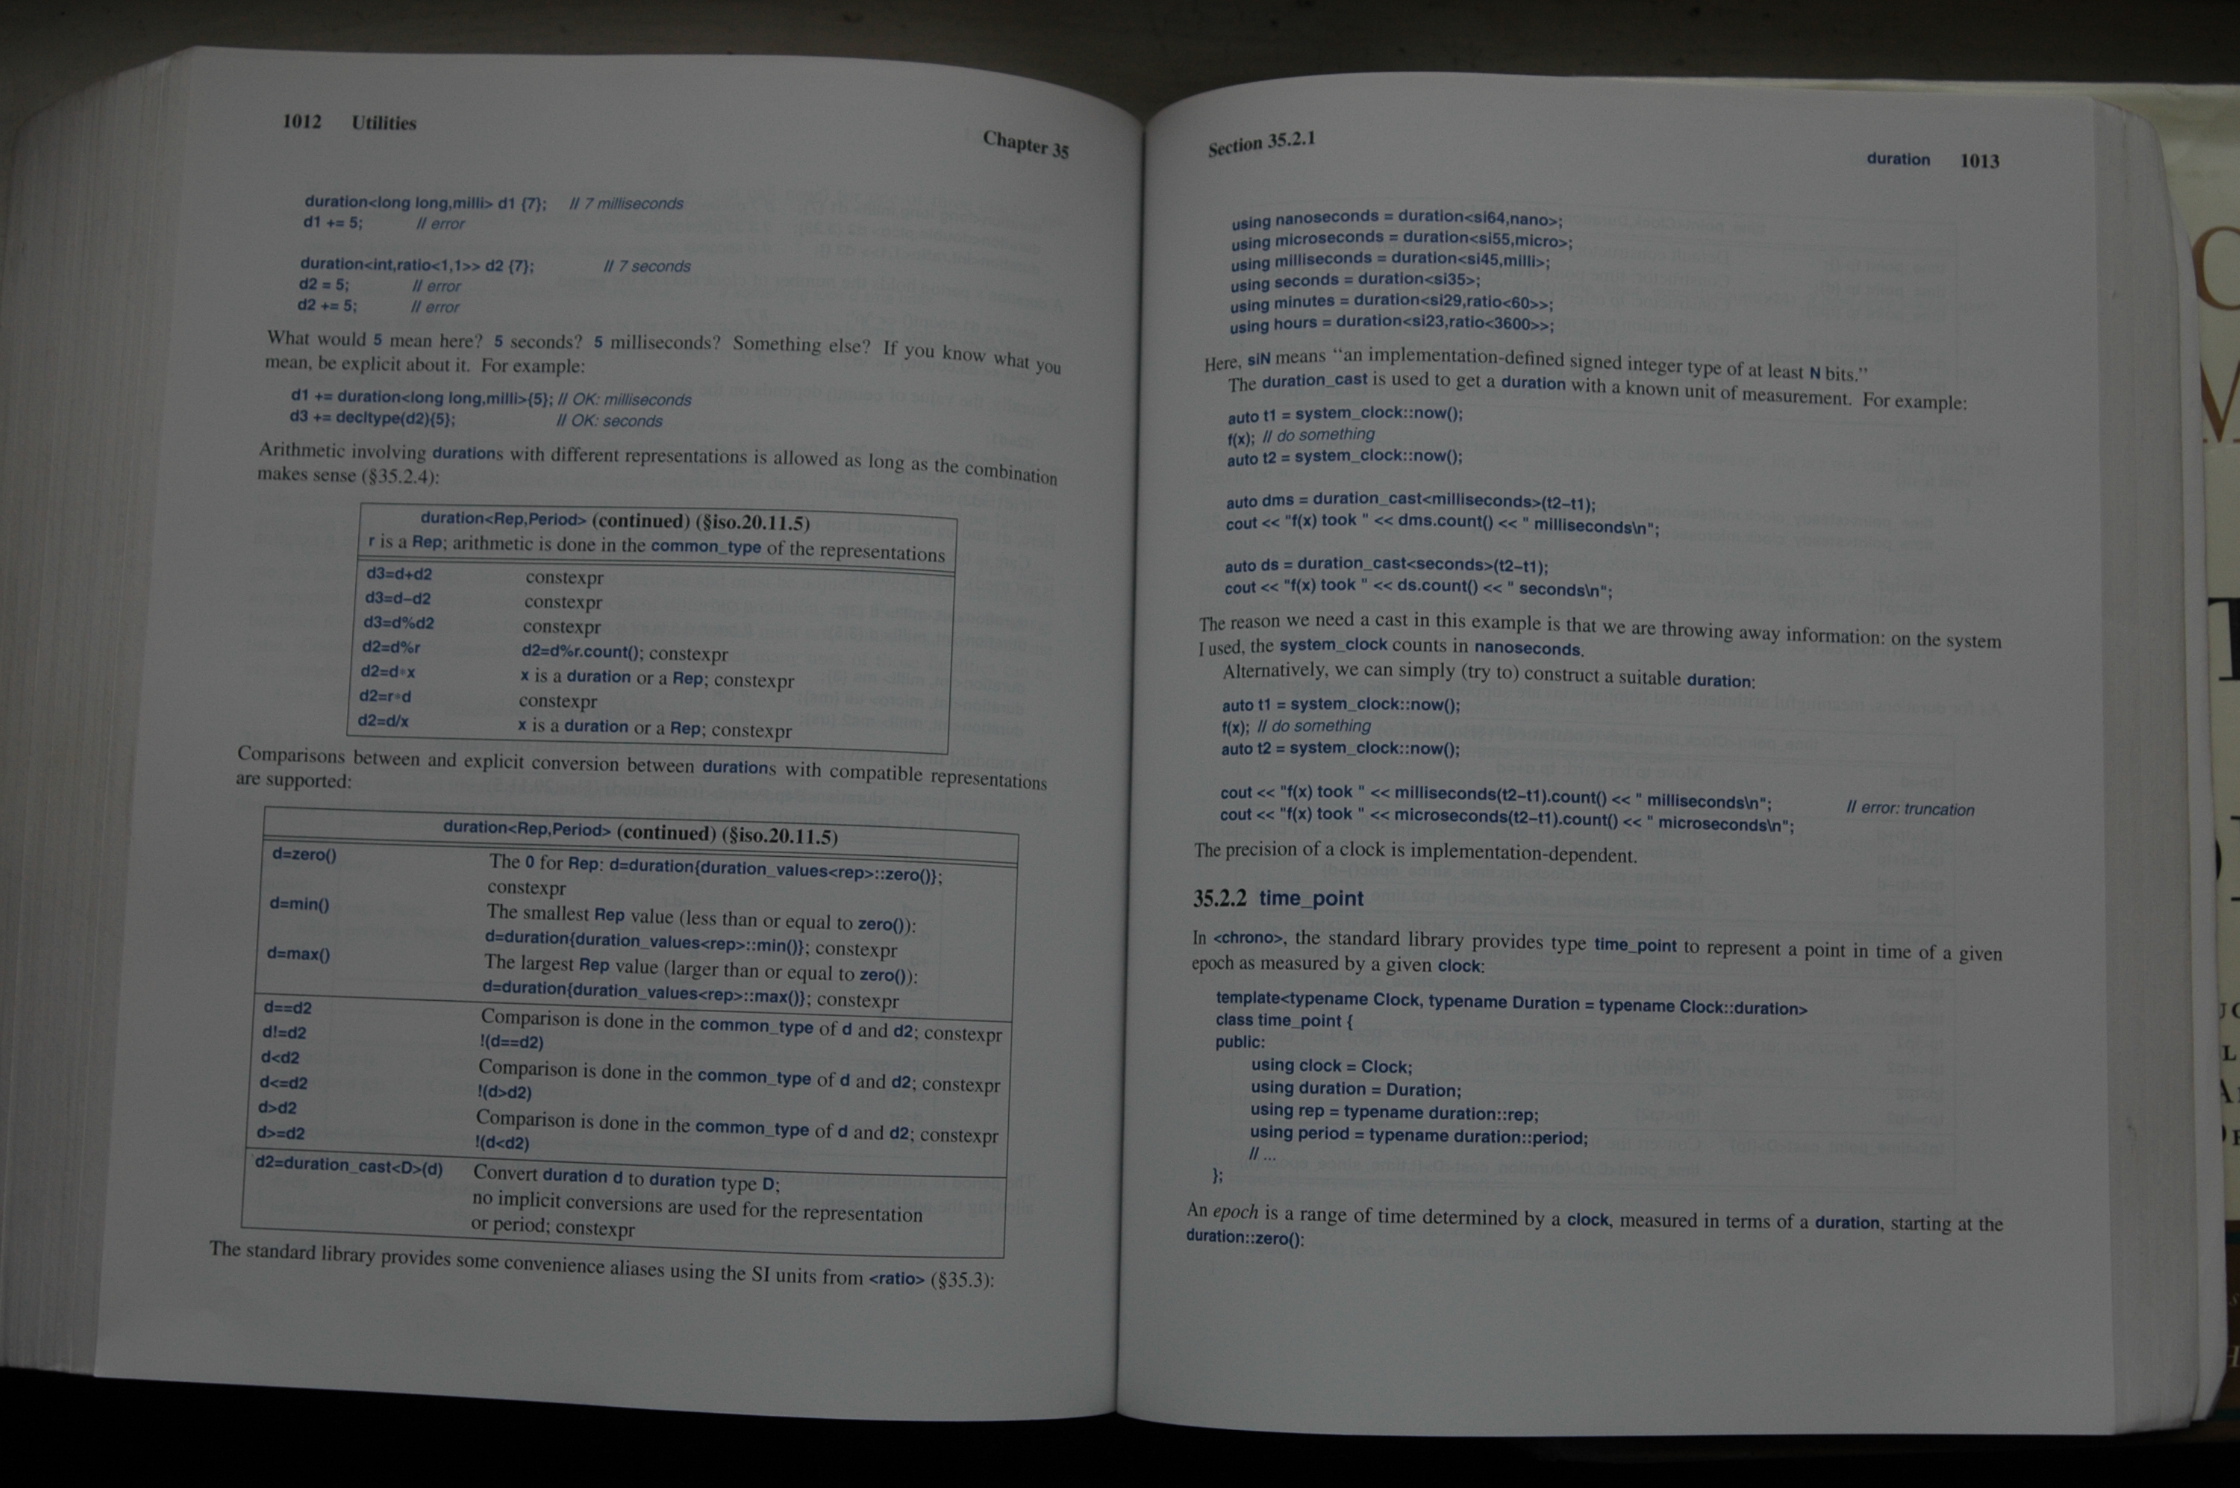 1012 Utilities Chapter 35
duration<long long,milli> d1 {7}; // 7 milliseconds
d1 += 5; // error
duration<int,ratio<1,1>> d2 {7}; // 7 seconds
d2 = 5; // error
d2 += 5; // error
What would 5 mean here? 5 seconds? 5 milliseconds? Something else? If you know what you
mean, be explicit about it. For example:
d1 += duration<long long,milli>{5}; // OK: milliseconds
d3 += decltype(d2){5}; // OK: seconds
Arithmetic involving durations with different representations is allowed as long as the combination
makes sense (§35.2.4):
duration<Rep,Period> (continued) (§iso.20.11.5)
r is a Rep; arithmetic is done in the common_type of the representations
d3=d+d2 constexpr
d3=d−d2 constexpr
d3=d%d2 constexpr
d2=d%r d2=d%r.count(); constexpr
d2=d*x x is a duration or a Rep; constexpr
d2=r*d constexpr
d2=d/x x is a duration or a Rep; constexpr
Comparisons between and explicit conversion between durations with compatible representations
are supported:
duration<Rep,Period> (continued) (§iso.20.11.5)
d=zero() The 0 for Rep: d=duration{duration_values<rep>::zero()};
constexpr
d=min() The smallest Rep value (less than or equal to zero()):
d=duration{duration_values<rep>::min()}; constexpr
d=max() The largest Rep value (larger than or equal to zero()):
d=duration{duration_values<rep>::max()}; constexpr
d==d2 Comparison is done in the common_type of d and d2; constexpr
d!=d2 !(d==d2)
d<d2 Comparison is done in the common_type of d and d2; constexpr
d<=d2 !(d>d2)
d>d2 Comparison is done in the common_type of d and d2; constexpr
d>=d2 !(d<d2)
d2=duration_cast<D>(d) Convert duration d to duration type D;
no implicit conversions are used for the representation
or period; constexpr
The standard library provides some convenience aliases using the SI units from <ratio> (§35.3):
Section 35.2.1 duration 1013
using nanoseconds = duration<si64,nano>;
using microseconds = duration<si55,micro>;
using milliseconds = duration<si45,milli>;
using seconds = duration<si35>;
using minutes = duration<si29,ratio<60>>;
using hours = duration<si23,ratio<3600>>;
Here, siN means “an implementation-defined signed integer type of at least N bits.”
The duration_cast is used to get a duration with a known unit of measurement. For example:
auto t1 = system_clock::now();
f(x); // do something
auto t2 = system_clock::now();
auto dms = duration_cast<milliseconds>(t2−t1);
cout << "f(x) took " << dms.count() << " milliseconds\n";
auto ds = duration_cast<seconds>(t2−t1);
cout << "f(x) took " << ds.count() << " seconds\n";
The reason we need a cast in this example is that we are throwing away information: on the system
I used, the system_clock counts in nanoseconds.
Alternatively, we can simply (try to) construct a suitable duration:
auto t1 = system_clock::now();
f(x); // do something
auto t2 = system_clock::now();
cout << "f(x) took " << milliseconds(t2−t1).count() << " milliseconds\n"; // error: truncation
cout << "f(x) took " << microseconds(t2−t1).count() << " microseconds\n";
The precision of a clock is implementation-dependent.
35.2.2 time_point
In <chrono>, the standard library provides type time_point to represent a point in time of a given
epoch as measured by a given clock:
template<typename Clock, typename Duration = typename Clock::duration>
class time_point {
public:
using clock = Clock;
using duration = Duration;
using rep = typename duration::rep;
using period = typename duration::period;
// ...
};
An epoch is a range of time determined by a clock, measured in terms of a duration, starting at the
duration::zero():